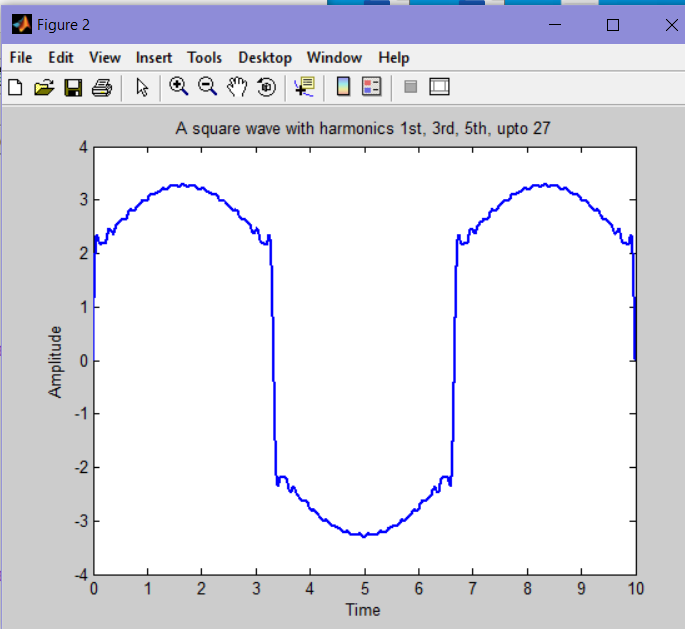 Figure 2
File Edit View Insert Tools Desktop Window Help
A square wave with harmonics 1st, 3rd, 5th, upto 27
4
3
2
1
0
-1
-2
-3
-4
Amplitude
0 1 2 3 4 5 6 7 8 9 10
Time